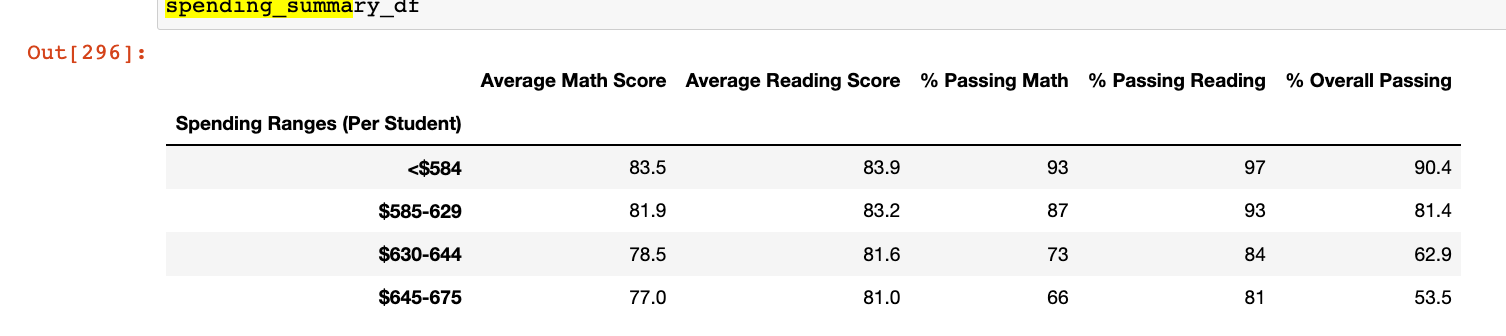 spending_summary_df
Out[296]:
Average Math Score Average Reading Score % Passing Math % Passing Reading % Overall Passing
Spending Ranges (Per Student)
<$584 83.5 83.9 93 97 90.4
$585-629 81.9 83.2 87 93 81.4
$630-644 78.5 81.6 73 84 62.9
$645-675 77.0 81.0 66 81 53.5